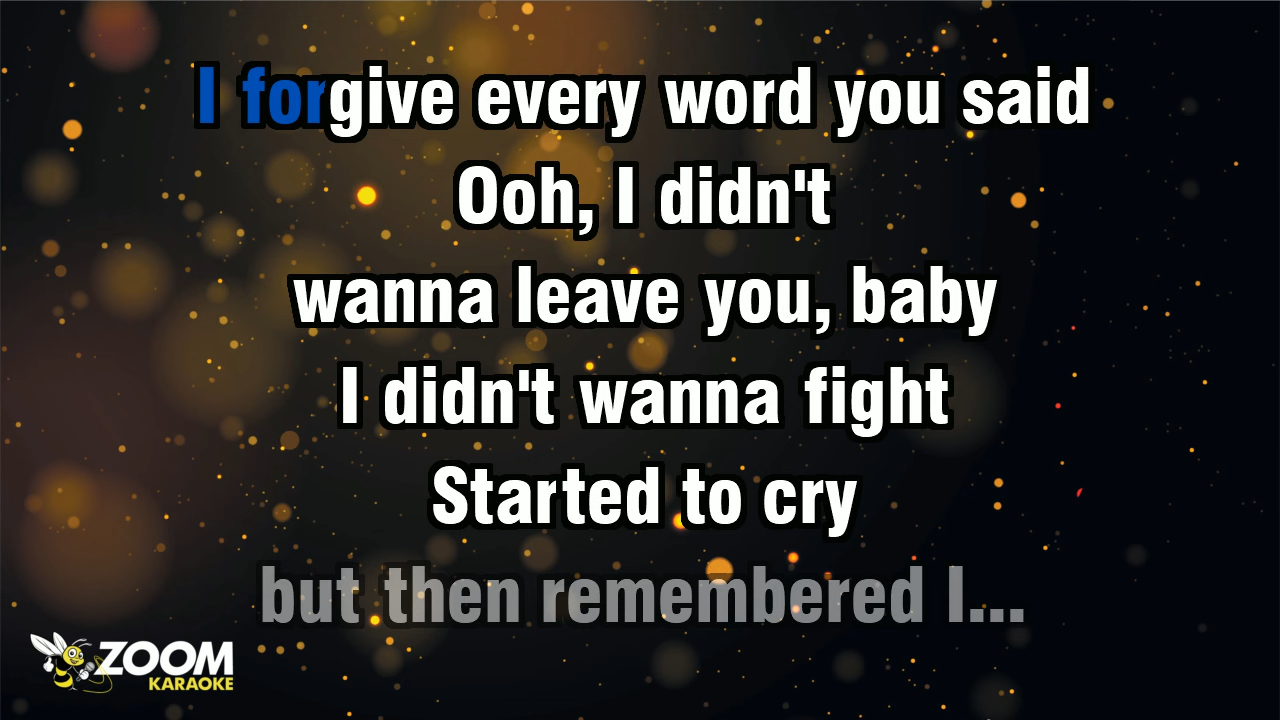 I forgive every word you said
Ooh, I didn't
wanna leave you, baby
I didn't wanna fight
Started to cry
but then remembered I...
ZOOM
KARAOKE